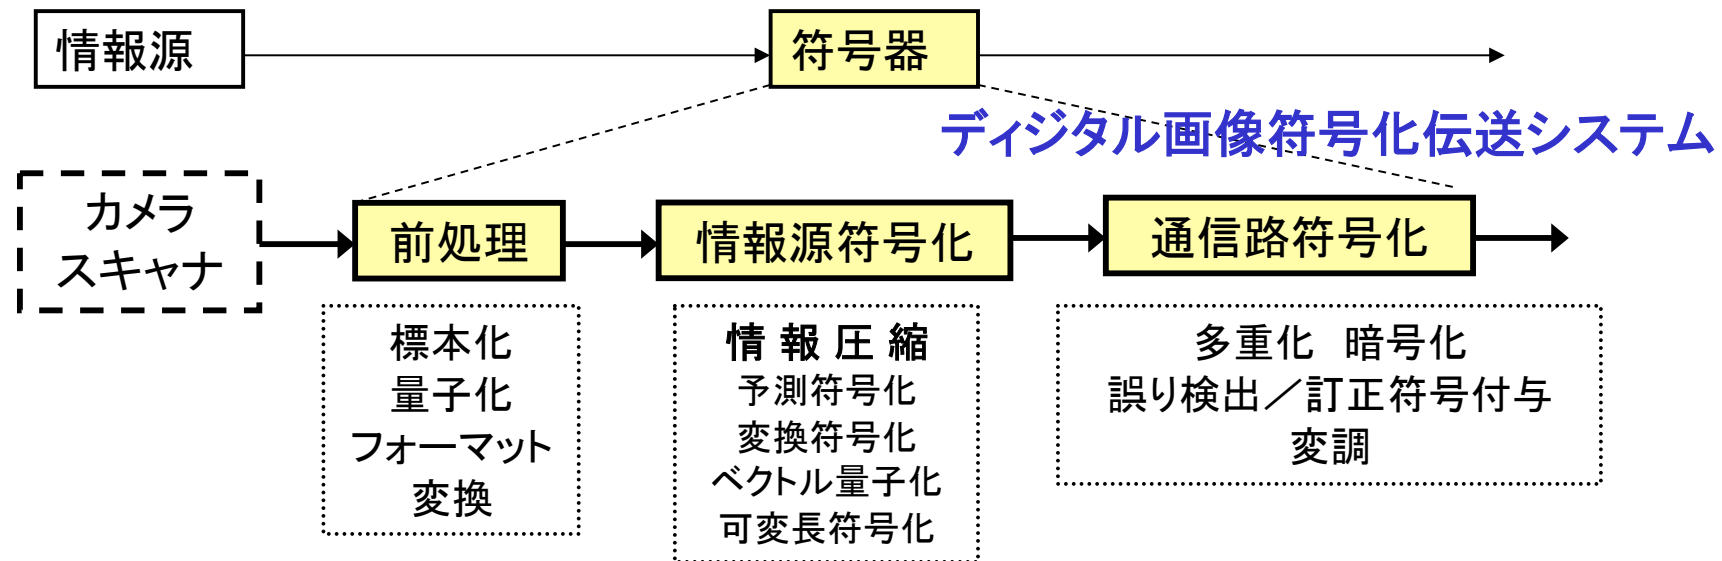 情報源
符号器
ディジタル画像符号化伝送システム
カメラ
スキャナ
前処理
情報源符号化
通信路符号化
標本化
量子化
フォーマット
変換
情 報 圧 縮
予測符号化
変換符号化
ベクトル量子化
可変長符号化
多重化　暗号化
誤り検出／訂正符号付与
変調